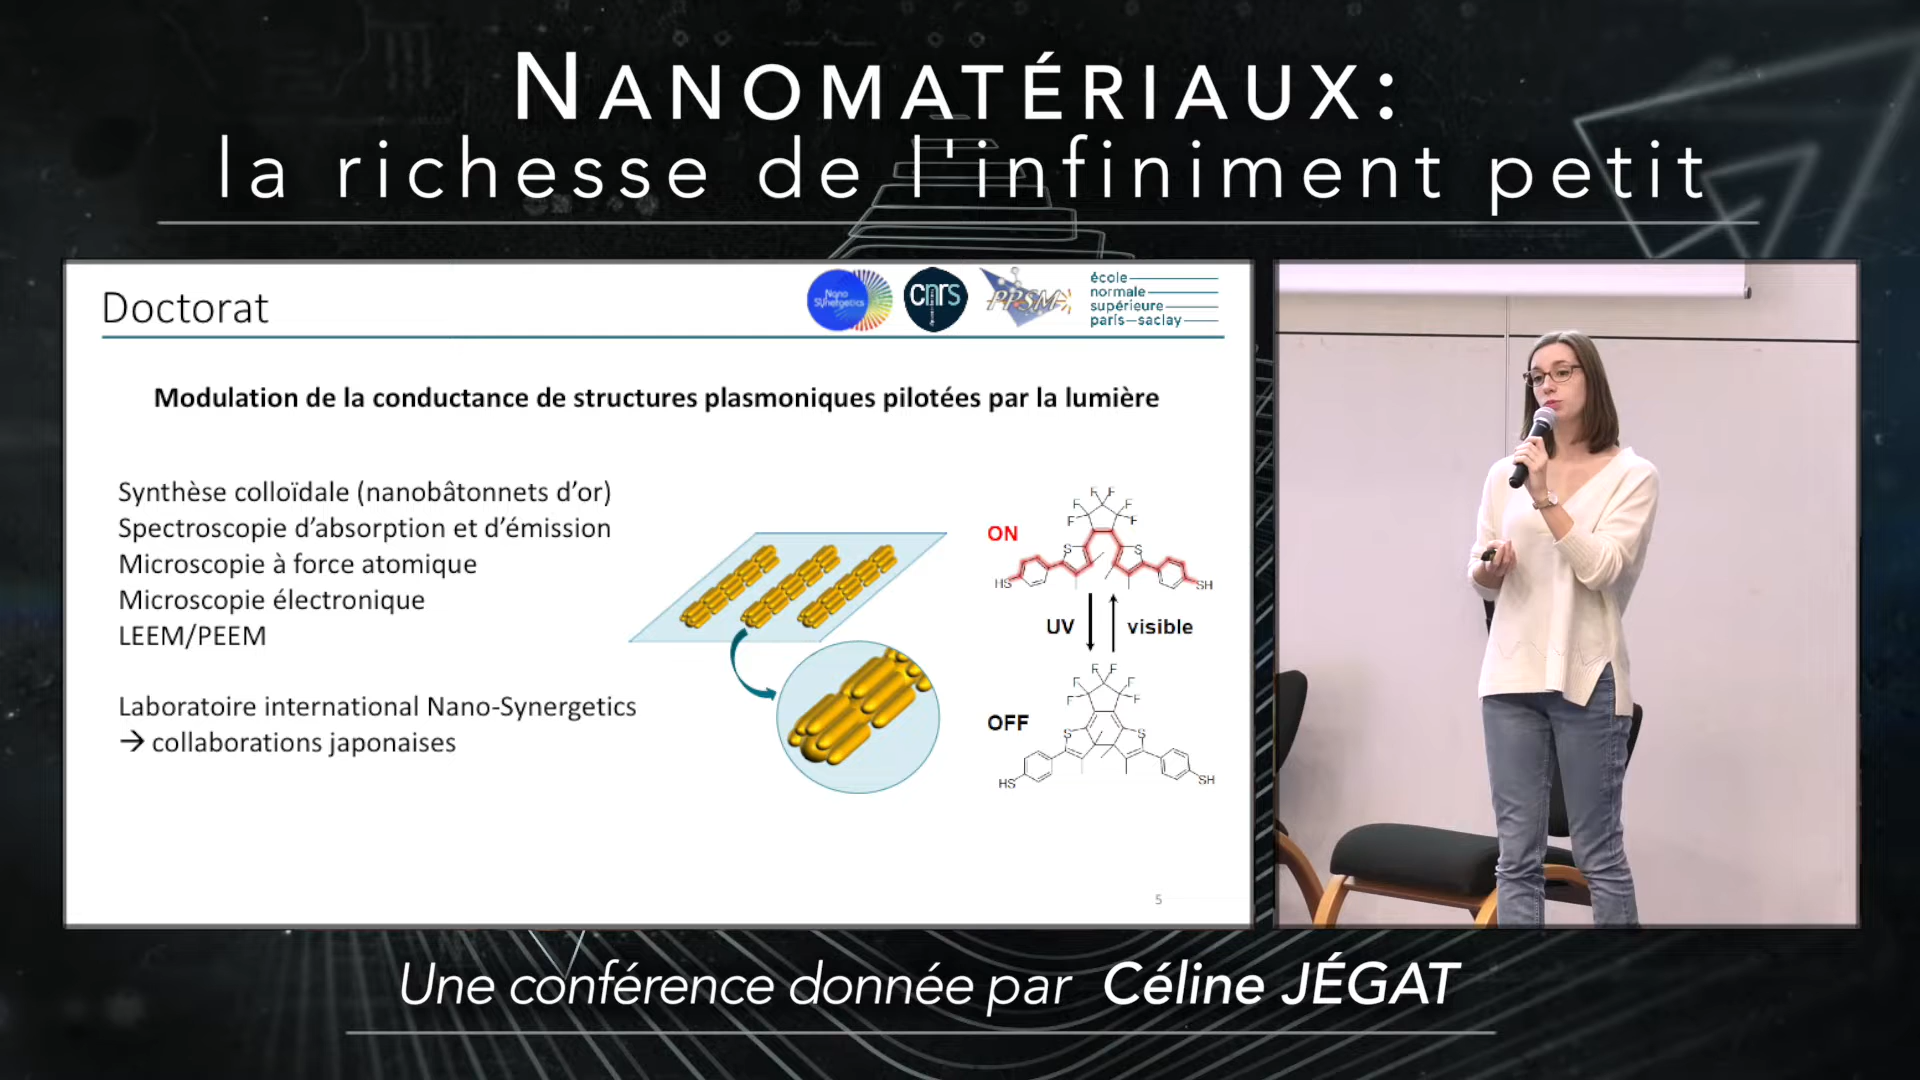 NANOMATÉRIAUX:
la richesse de l'infiniment petit
Doctorat
Nano
Synergetics
cnrs
PPSM
école
normale
supérieure
paris—saclay
Modulation de la conductance de structures plasmoniques pilotées par la lumière
Synthèse colloïdale (nanobâtonnets d’or)
Spectroscopie d’absorption et d’émission
Microscopie à force atomique
Microscopie électronique
LEEM/PEEM
Laboratoire international Nano-Synergetics
→ collaborations japonaises
ON
F F
F F
F F
S S
HS SH
UV visible
OFF
F F
F F
F F
S S
HS SH
5
Une conférence donnée par Céline JÉGAT